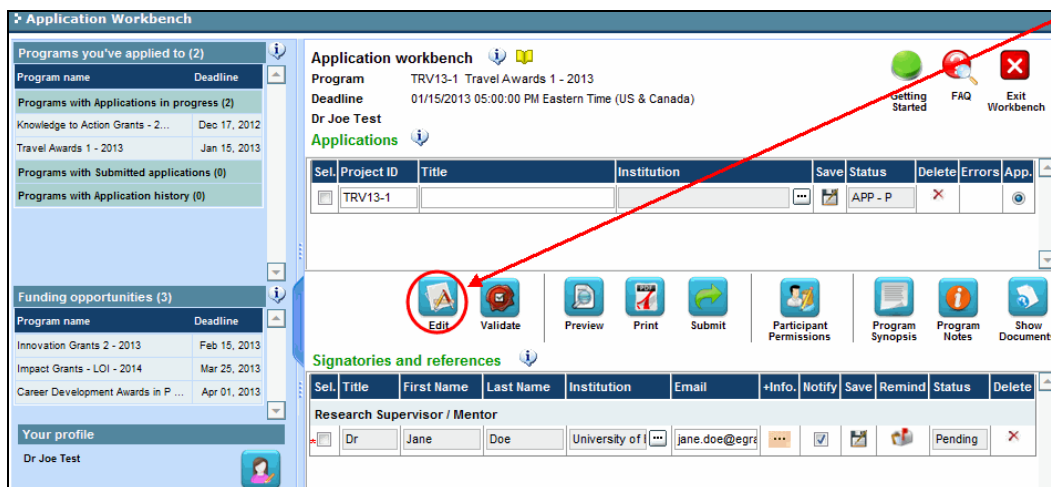 Application Workbench
Programs you've applied to (2)
Program name Deadline
Programs with Applications in progress (2)
Knowledge to Action Grants - 2... Dec 17, 2012
Travel Awards 1 - 2013 Jan 15, 2013
Programs with Submitted applications (0)
Programs with Application history (0)
Funding opportunities (3)
Program name Deadline
Innovation Grants 2 - 2013 Feb 15, 2013
Impact Grants - LOI - 2014 Mar 25, 2013
Career Development Awards in P ... Apr 01, 2013
Your profile
Dr Joe Test
Application workbench
Program TRV13-1 Travel Awards 1 - 2013
Deadline 01/15/2013 05:00:00 PM Eastern Time (US & Canada)
Dr Joe Test
Getting Started FAQ Exit Workbench
Applications
Sel. Project ID Title Institution Save Status Delete Errors App.
TRV13-1 APP - P
Edit Validate Preview Print Submit Participant Permissions Program Synopsis Program Notes Show Document
Signatories and references
Sel. Title First Name Last Name Institution Email +Info. Notify Save Remind Status Delete
Research Supervisor / Mentor
Dr Jane Doe University of jane.doe@egra Pending